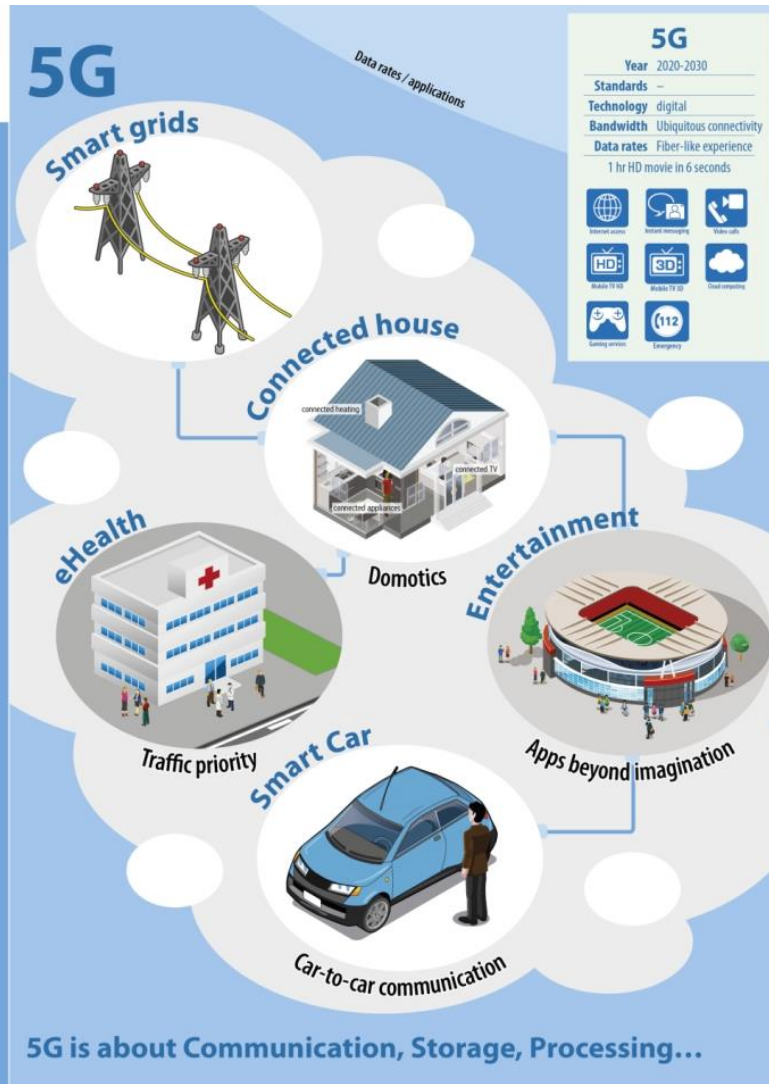 5G
Data rates / applications
5G
Year 2020-2030
Standards –
Technology digital
Bandwidth Ubiquitous connectivity
Data rates Fiber-like experience
1 hr HD movie in 6 seconds
Internet access
Instant messaging
Video calls
HD
3D
Mobile TV HD
Mobile TV 3D
Cloud computing
112
Gaming services
Emergency
Smart grids
Connected house
connected heating
connected TV
connected appliances
Domotics
eHealth
Traffic priority
Entertainment
Apps beyond imagination
Smart Car
Car-to-car communication
5G is about Communication, Storage, Processing...